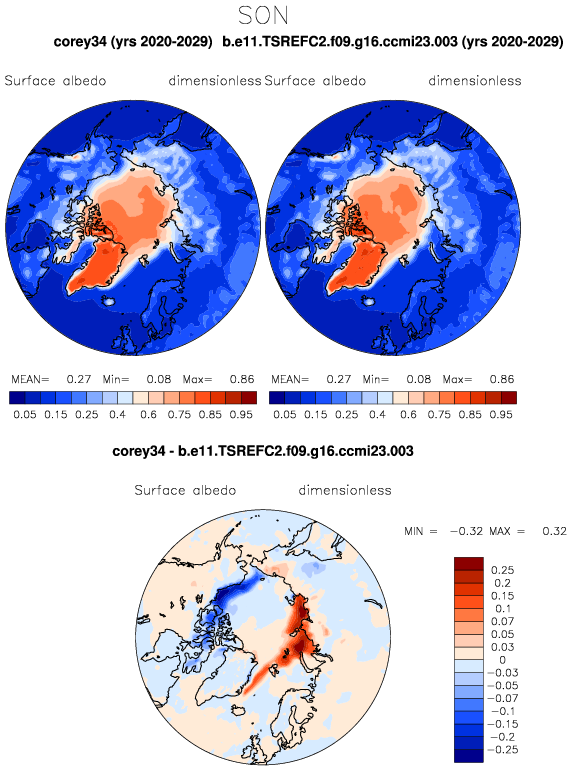 SON
corey34 (yrs 2020-2029) b.e11.TSREFC2.f09.g16.ccmi23.003 (yrs 2020-2029)
Surface albedo dimensionless Surface albedo dimensionless
MEAN= 0.27 Min= 0.08 Max= 0.86 MEAN= 0.27 Min= 0.08 Max= 0.86
0.05 0.15 0.25 0.4 0.6 0.75 0.85 0.95 0.05 0.15 0.25 0.4 0.6 0.75 0.85 0.95
corey34 - b.e11.TSREFC2.f09.g16.ccmi23.003
Surface albedo dimensionless
MIN = -0.32 MAX = 0.32
0.25
0.2
0.15
0.1
0.07
0.05
0.03
0
-0.03
-0.05
-0.07
-0.1
-0.15
-0.2
-0.25